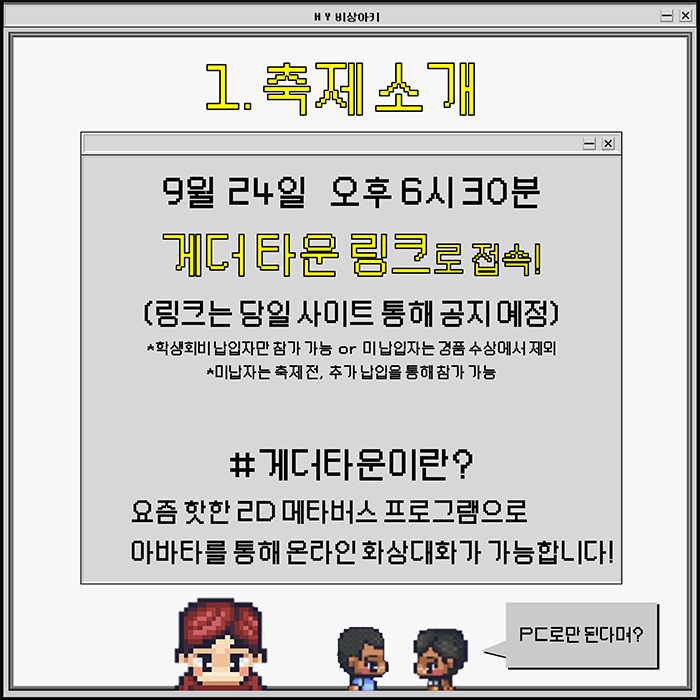 H Y 비상아키
1. 축제 소개
9월 24일 오후 6시 30분
게더 타운 링크로 접속!
(링크는 당일 사이트 통해 공지 예정)
*학생회비 납입자만 참가 가능 or 미 납입자는 경품 수상에서 제외
*미납자는 축제 전, 추가 납입을 통해 참가 가능
#게더타운이란?
요즘 핫한 2D 메타버스 프로그램으로
아바타를 통해 온라인 화상대화가 가능합니다!
PC로만 된다며?